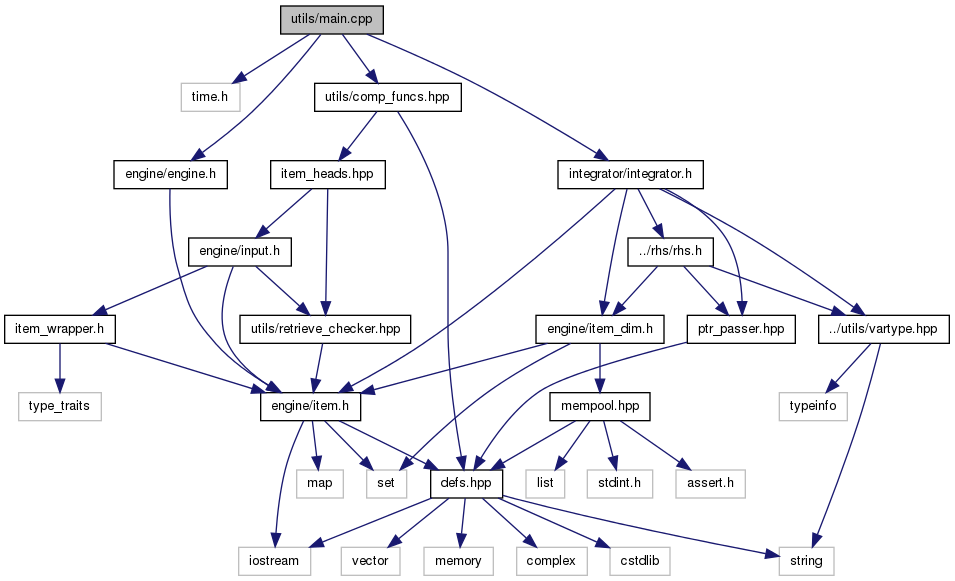 utils/main.cpp
time.h
utils/comp_funcs.hpp
engine/engine.h
item_heads.hpp
integrator/integrator.h
engine/input.h
../rhs/rhs.h
item_wrapper.h
utils/retrieve_checker.hpp
engine/item_dim.h
ptr_passer.hpp
../utils/vartype.hpp
type_traits
engine/item.h
mempool.hpp
typeinfo
map
set
defs.hpp
list
stdint.h
assert.h
iostream
vector
memory
complex
cstdlib
string